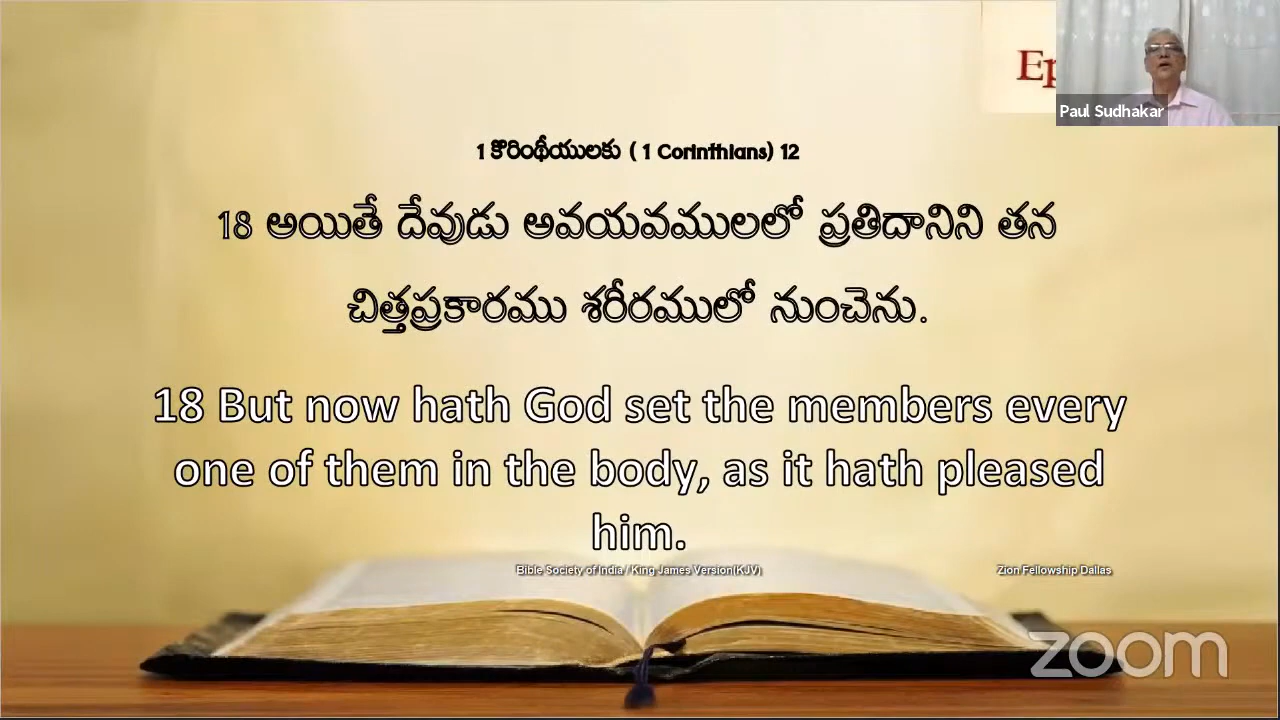 Ep
Paul Sudhakar
1 కొరింథీయులకు ( 1 Corinthians) 12
18 అయితే దేవుడు అవయవములలో ప్రతిదానిని తన
చిత్తప్రకారము శరీరములో నుంచెను.
18 But now hath God set the members every
one of them in the body, as it hath pleased
him.
Bible Society of India / King James Version(KJV)
Zion Fellowship Dallas
zoom